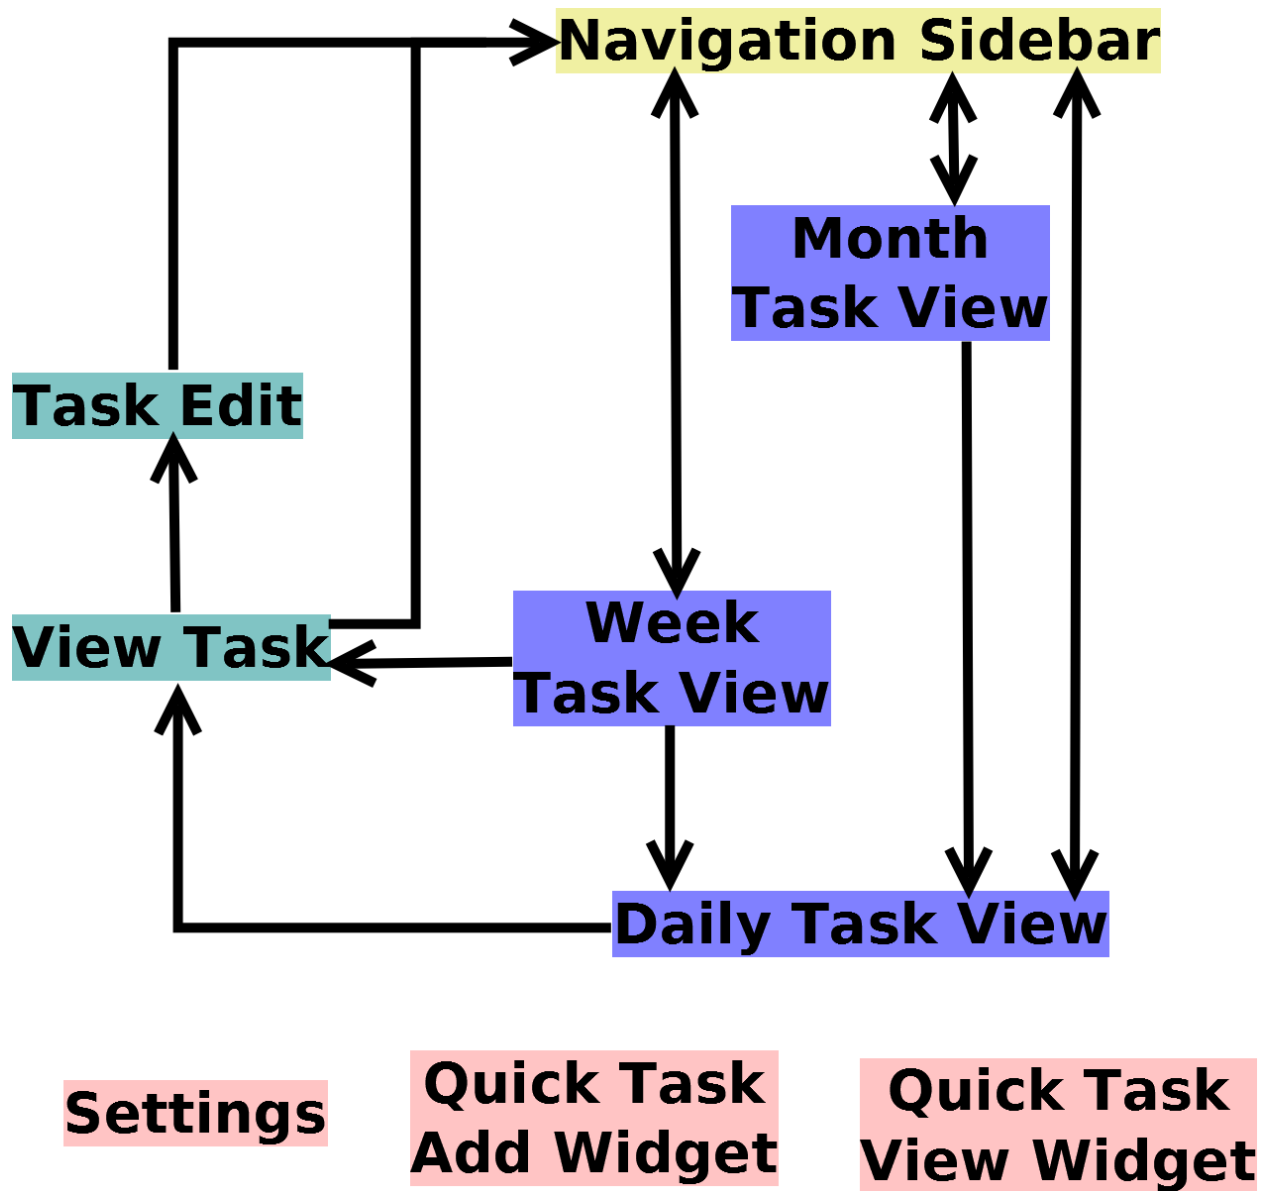 Navigation Sidebar
Month
Task View
Task Edit
Week
Task View
View Task
Daily Task View
Settings
Quick Task
Add Widget
Quick Task
View Widget